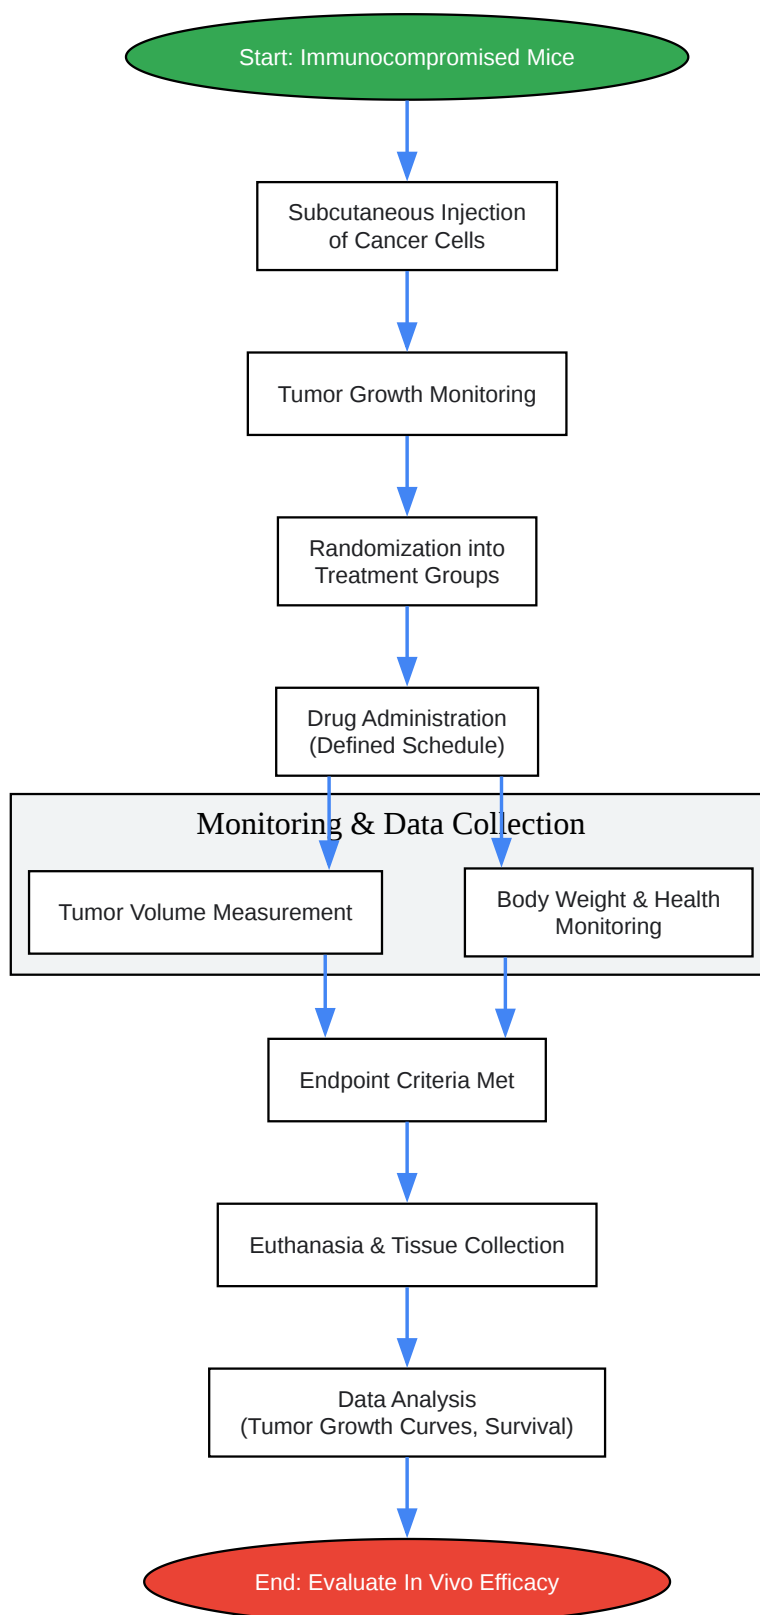 Start: Immunocompromised Mice
Subcutaneous Injection
of Cancer Cells
Tumor Growth Monitoring
Randomization into
Treatment Groups
Drug Administration
(Defined Schedule)
Monitoring & Data Collection
Tumor Volume Measurement
Body Weight & Health
Monitoring
Endpoint Criteria Met
Euthanasia & Tissue Collection
Data Analysis
(Tumor Growth Curves, Survival)
End: Evaluate In Vivo Efficacy